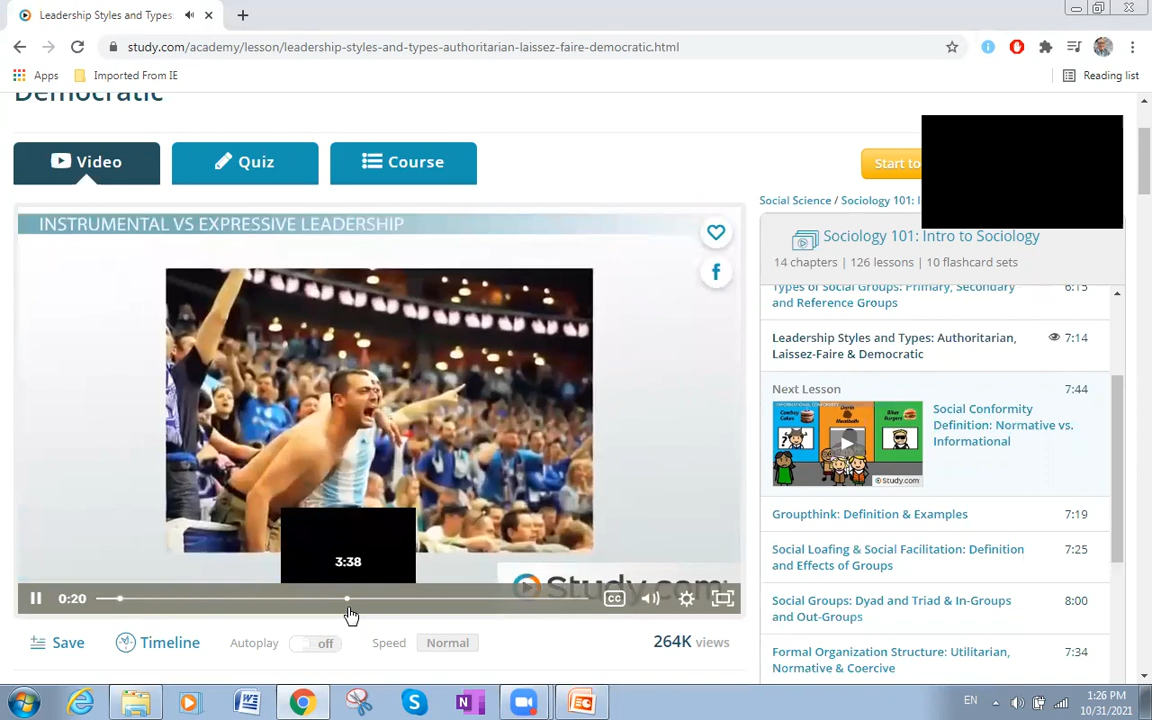 Leadership Styles and Types:
study.com/academy/lesson/leadership-styles-and-types-authoritarian-laissez-faire-democratic.html
Apps
Imported From IE
Reading list
Democratic
Video
Quiz
Course
Start to
Social Science / Sociology 101: I
INSTRUMENTAL VS EXPRESSIVE LEADERSHIP
Sociology 101: Intro to Sociology
14 chapters | 126 lessons | 10 flashcard sets
Types of Social Groups: Primary, Secondary
and Reference Groups
6:15
Leadership Styles and Types: Authoritarian,
Laissez-Faire & Democratic
7:14
Next Lesson
7:44
Social Conformity
Definition: Normative vs.
Informational
Study.com
Groupthink: Definition & Examples
7:19
Social Loafing & Social Facilitation: Definition
and Effects of Groups
7:25
Social Groups: Dyad and Triad & In-Groups
and Out-Groups
8:00
Formal Organization Structure: Utilitarian,
Normative & Coercive
7:34
3:38
Study.com
0:20
CC
Save
Timeline
Autoplay
off
Speed
Normal
264K views
EN
1:26 PM
10/31/2021